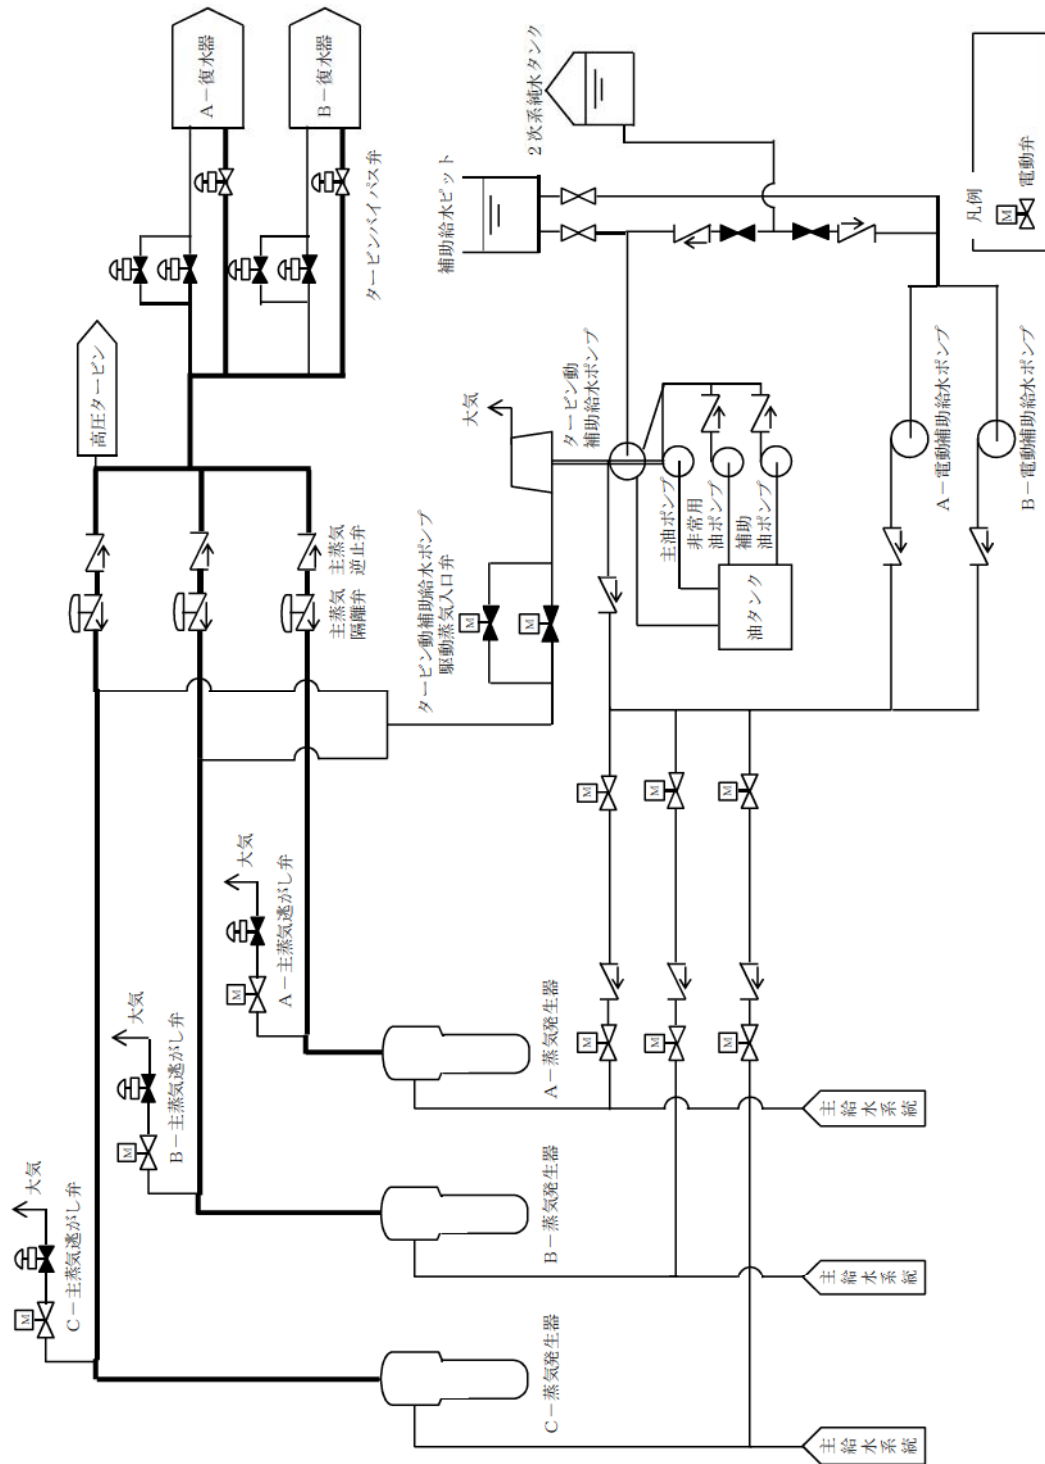 A－復水器
B－復水器
タービンバイパス弁
高圧タービン
2次系純水タンク
補助給水ピット
凡例
M
電動弁
大気
タービン動
補助給水ポンプ
主油ポンプ
非常用
油ポンプ
補助
油ポンプ
油タンク
A－電動補助給水ポンプ
B－電動補助給水ポンプ
主蒸気
逆止弁
主蒸気
隔離弁
タービン動補助給水ポンプ
駆動蒸気入口弁
M
M
M
M
M
大気
A－主蒸気逃がし弁
M
大気
B－主蒸気逃がし弁
M
大気
C－主蒸気逃がし弁
M
M
M
M
A－蒸気発生器
B－蒸気発生器
C－蒸気発生器
主給水系統
主給水系統
主給水系統